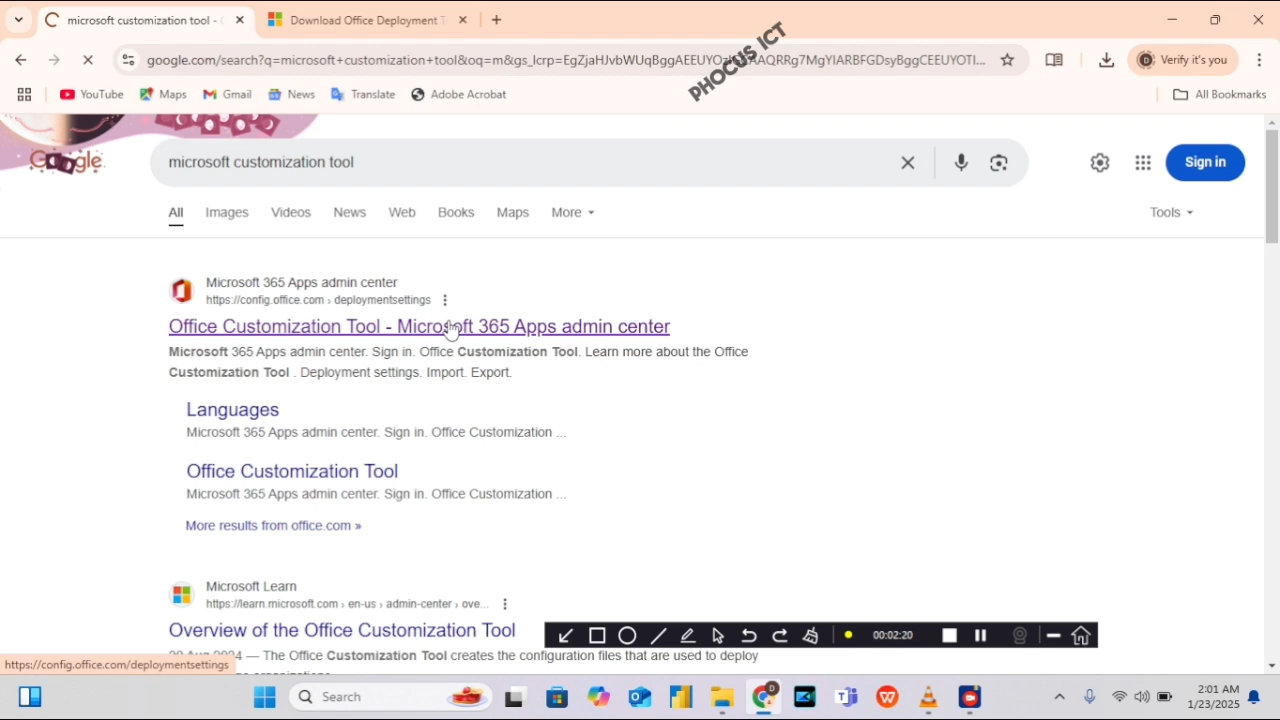 microsoft customization tool - G
Download Office Deployment T
google.com/search?q=microsoft+customization+tool&oq=m&gs_lcrp=
Verify it's you
PHOCUS ICT
YouTube
Maps
Gmail
News
Translate
Adobe Acrobat
All Bookmarks
Google
microsoft customization tool
Sign in
All
Images
Videos
News
Web
Books
Maps
More
Tools
Microsoft 365 Apps admin center
https://config.office.com › deploymentsettings
Office Customization Tool - Microsoft 365 Apps admin center
Microsoft 365 Apps admin center. Sign in. Office Customization Tool. Learn more about the Office
Customization Tool . Deployment settings. Import. Export.
Languages
Microsoft 365 Apps admin center. Sign in. Office Customization ...
Office Customization Tool
Microsoft 365 Apps admin center. Sign in. Office Customization ...
More results from office.com »
Microsoft Learn
https://learn.microsoft.com › en-us › admin-center › ove...
Overview of the Office Customization Tool
00:02:20
— The Office Customization Tool creates the configuration files that are used to deploy
https://config.office.com/deploymentsettings
Search
2:01 AM
1/23/2025